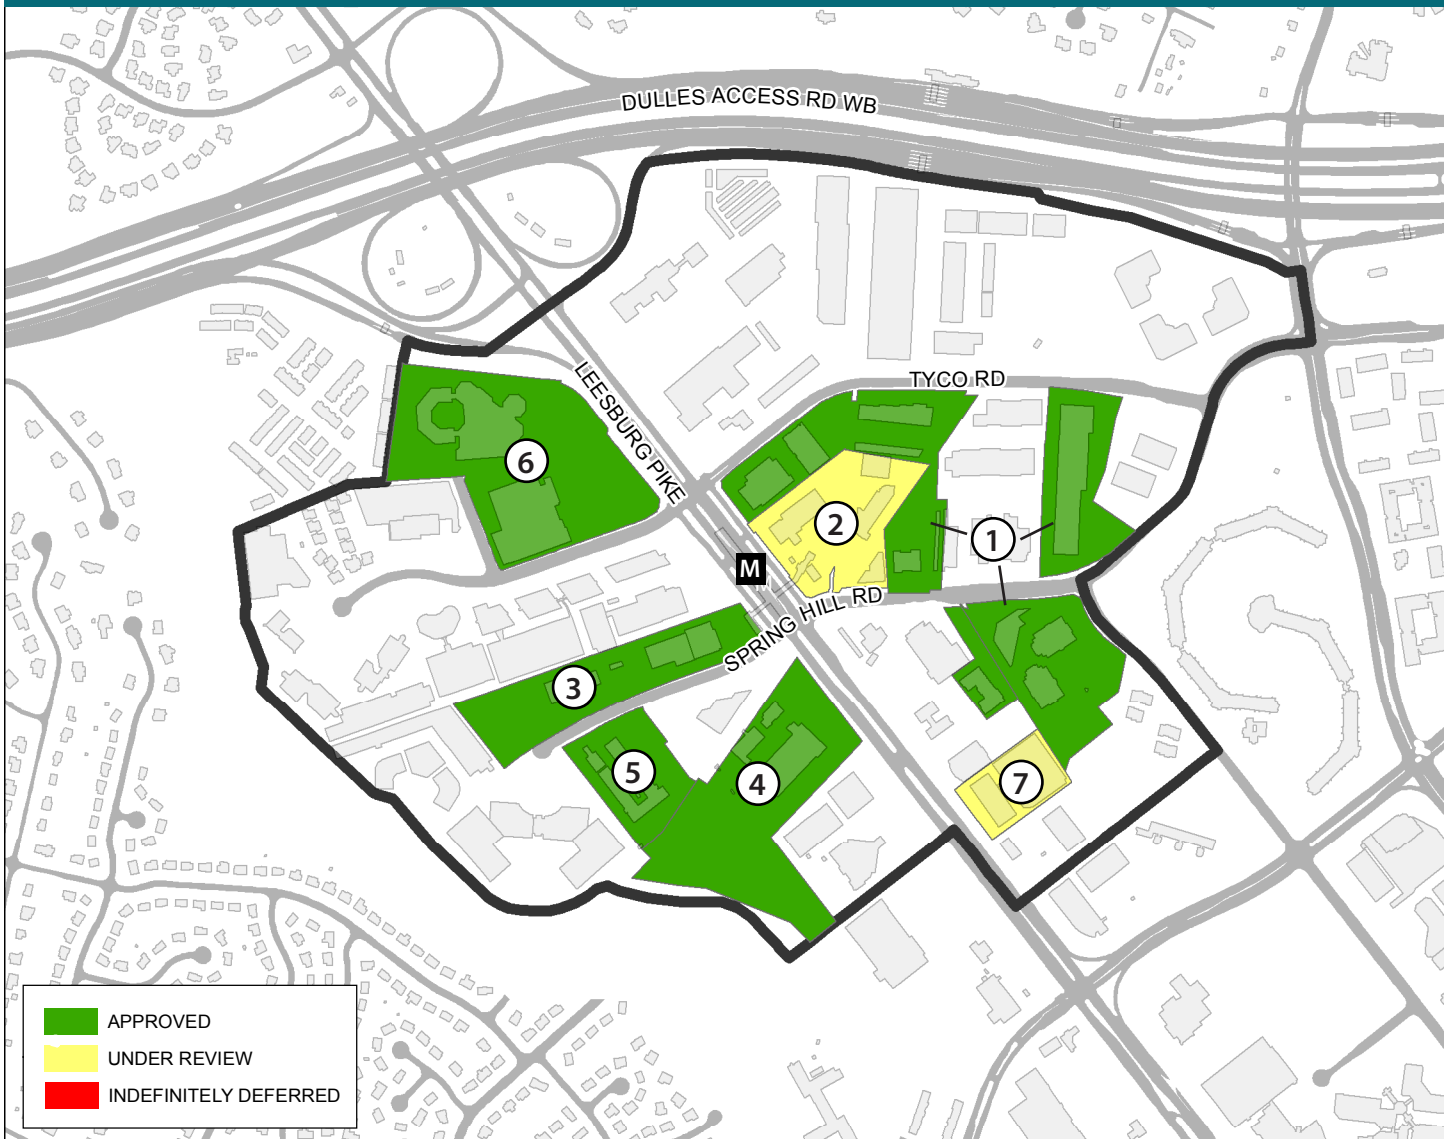 DULLES ACCESS RD WB
TYCO RD
LEESBURG PIKE
6
2
1
M
SPRING HILL RD
3
5
4
7
APPROVED
UNDER REVIEW
INDEFINITELY DEFERRED